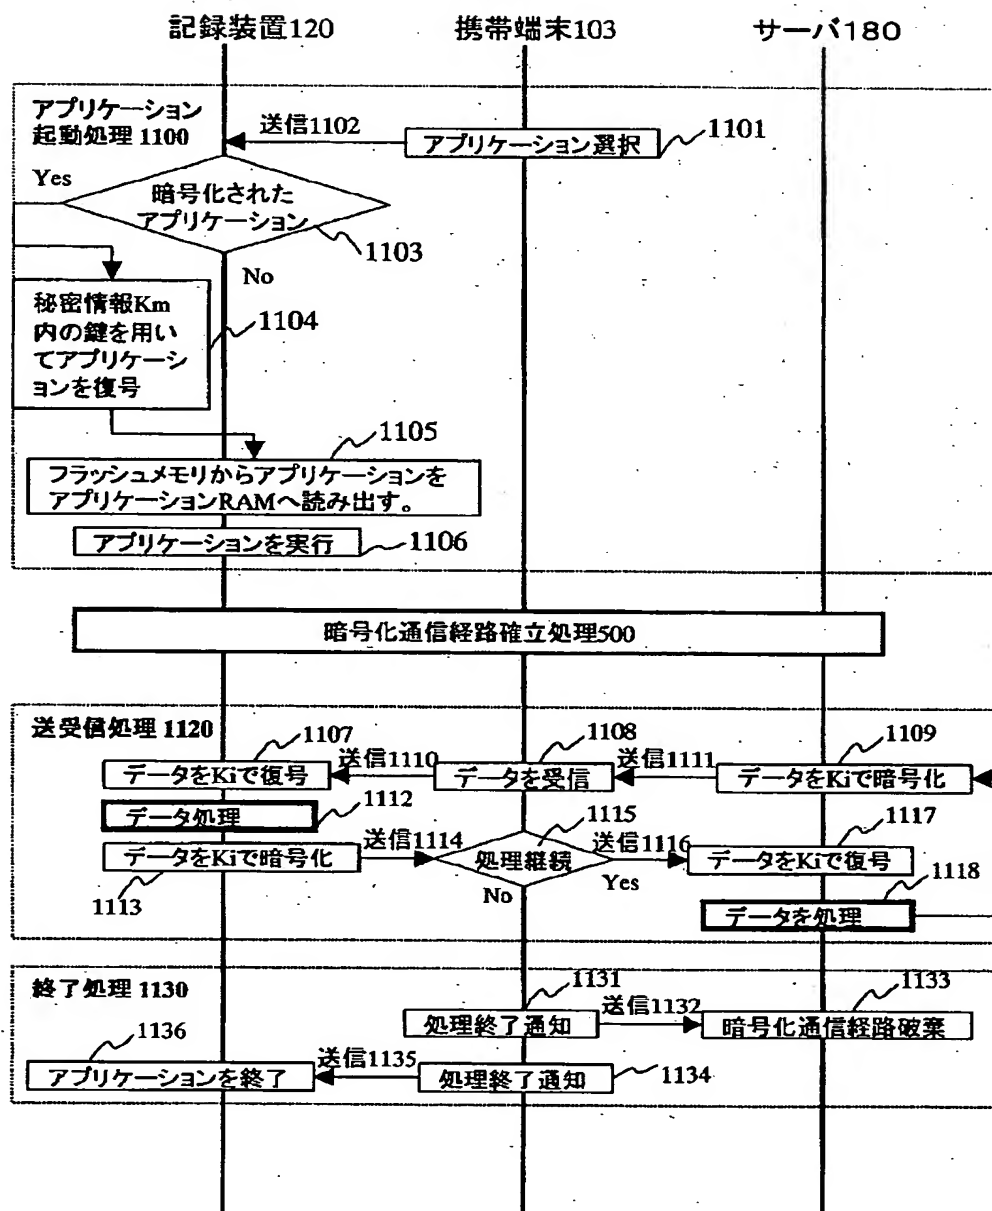 記録装置120 携帯端末103 サーバ180
アプリケーション
起動処理 1100
送信1102
アプリケーション選択
1101
Yes
暗号化された
アプリケーション
1103
No
秘密情報Km
内の鍵を用い
てアプリケーシ
ョンを復号
1104
1105
フラッシュメモリからアプリケーションを
アプリケーションRAMへ読み出す。
アプリケーションを実行
1106
暗号化通信経路確立処理500
送受信処理 1120
1107
1108
1109
データをKiで復号
送信1110
データを受信
送信1111
データをKiで暗号化
1112
データ処理
1115
1117
データをKiで暗号化
送信1114
処理継続
送信1116
データをKiで復号
1113
No
Yes
1118
データを処理
終了処理 1130
1131
1133
処理終了通知
送信1132
暗号化通信経路破棄
1136
アプリケーションを終了
送信1135
処理終了通知
1134